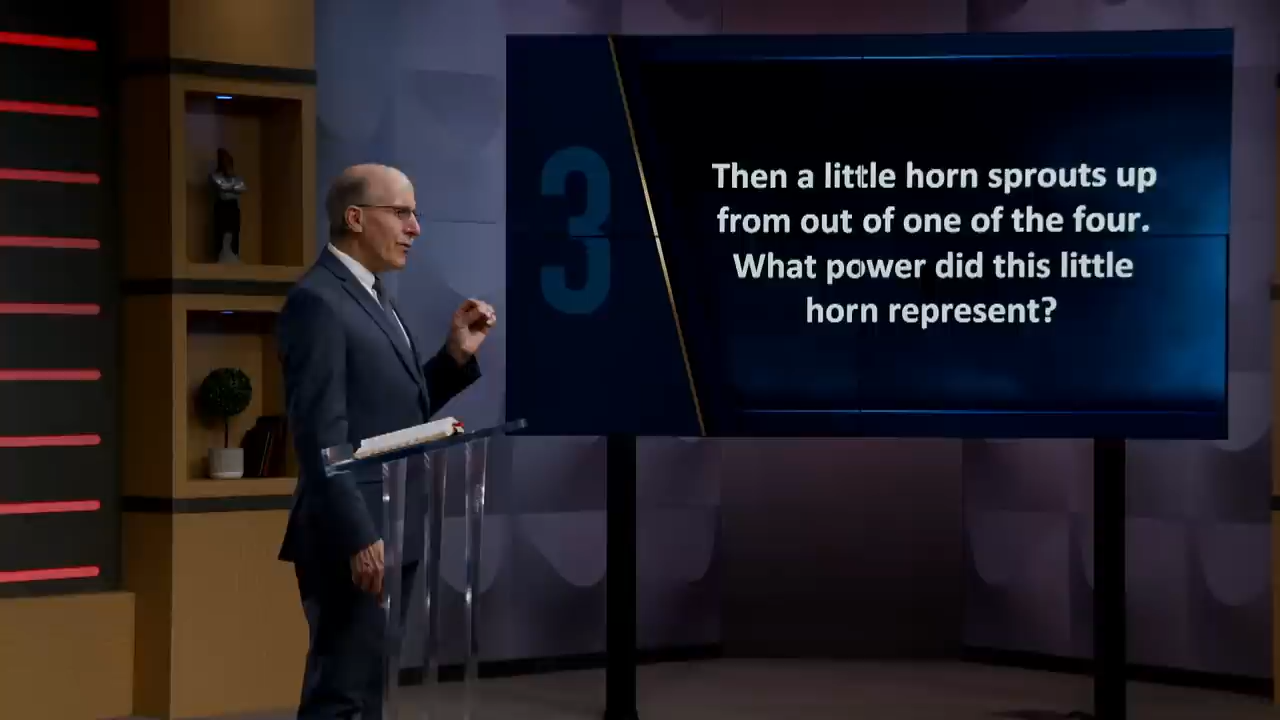 3
Then a little horn sprouts up
from out of one of the four.
What power did this little
horn represent?